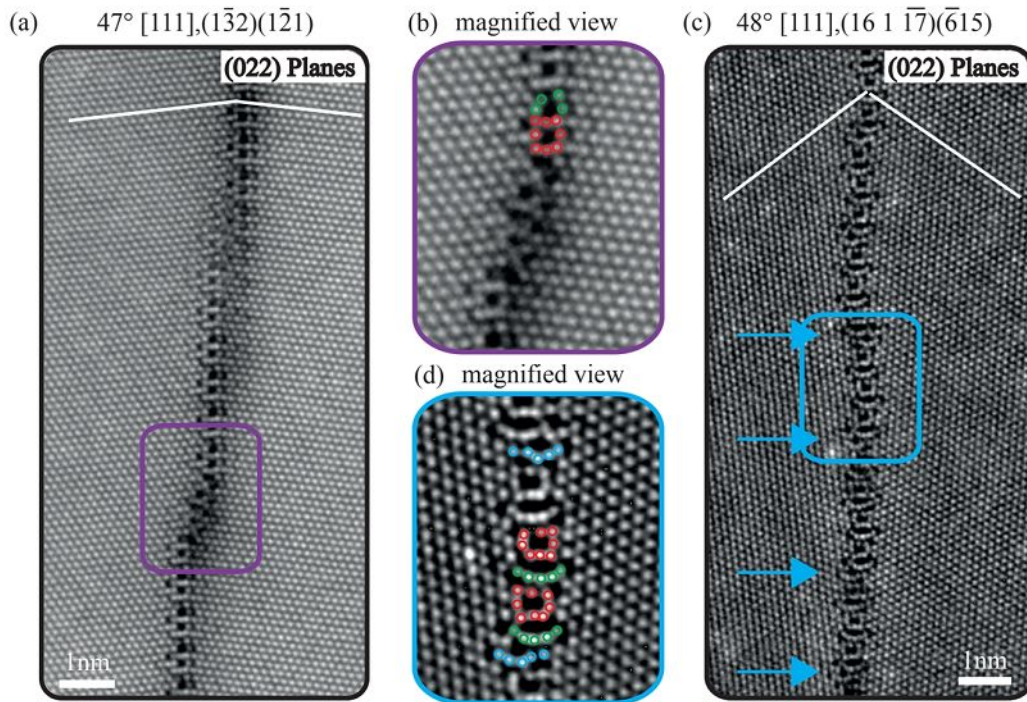 (a) 47° [111],(13̅2)(12̅1)
(022) Planes
1nm
(b) magnified view
(d) magnified view
(c) 48° [111],(16 1 1̅7̅)(6̅15)
(022) Planes
1nm